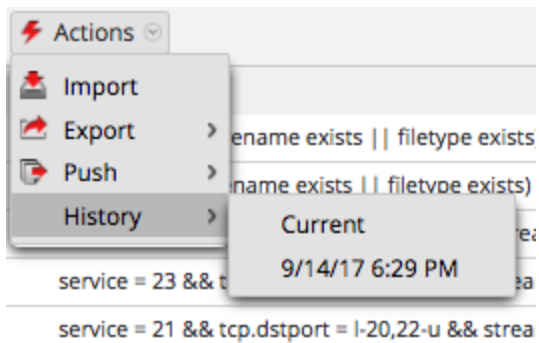 Actions
Import
Export
ename exists || filetype exists)
Push
name exists || filetype exists)
History
Current
9/14/17 6:29 PM
service = 23 && t
service = 21 && tcp.dstport = l-20,22-u && strea